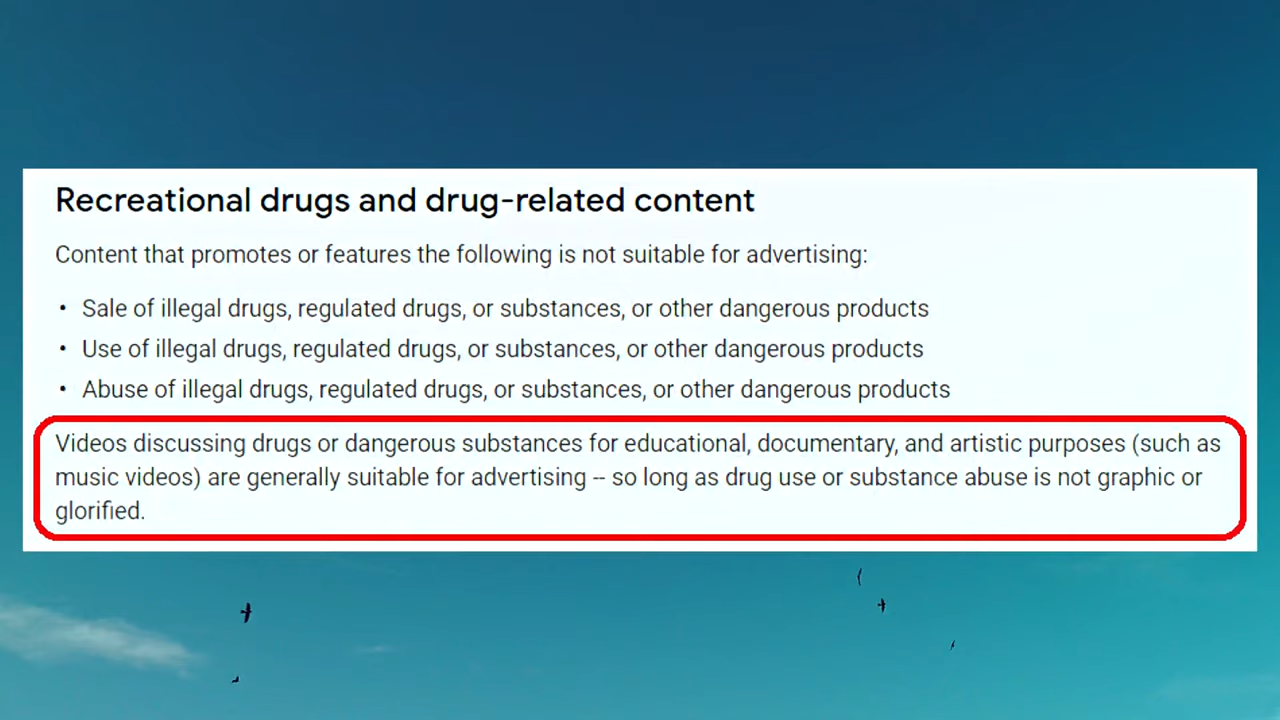 Recreational drugs and drug-related content
Content that promotes or features the following is not suitable for advertising:
• Sale of illegal drugs, regulated drugs, or substances, or other dangerous products
• Use of illegal drugs, regulated drugs, or substances, or other dangerous products
• Abuse of illegal drugs, regulated drugs, or substances, or other dangerous products
Videos discussing drugs or dangerous substances for educational, documentary, and artistic purposes (such as
music videos) are generally suitable for advertising -- so long as drug use or substance abuse is not graphic or
glorified.